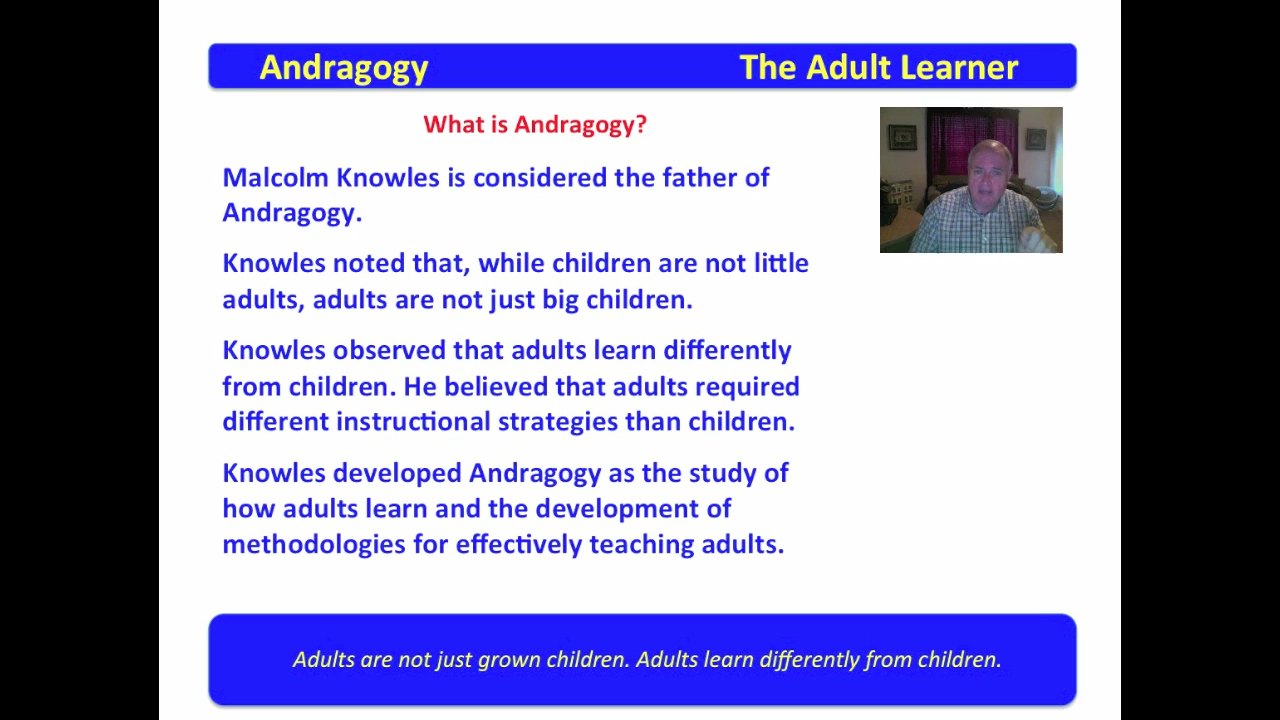 Andragogy The Adult Learner
What is Andragogy?
Malcolm Knowles is considered the father of
Andragogy.
Knowles noted that, while children are not little
adults, adults are not just big children.
Knowles observed that adults learn differently
from children. He believed that adults required
different instructional strategies than children.
Knowles developed Andragogy as the study of
how adults learn and the development of
methodologies for effectively teaching adults.
Adults are not just grown children. Adults learn differently from children.